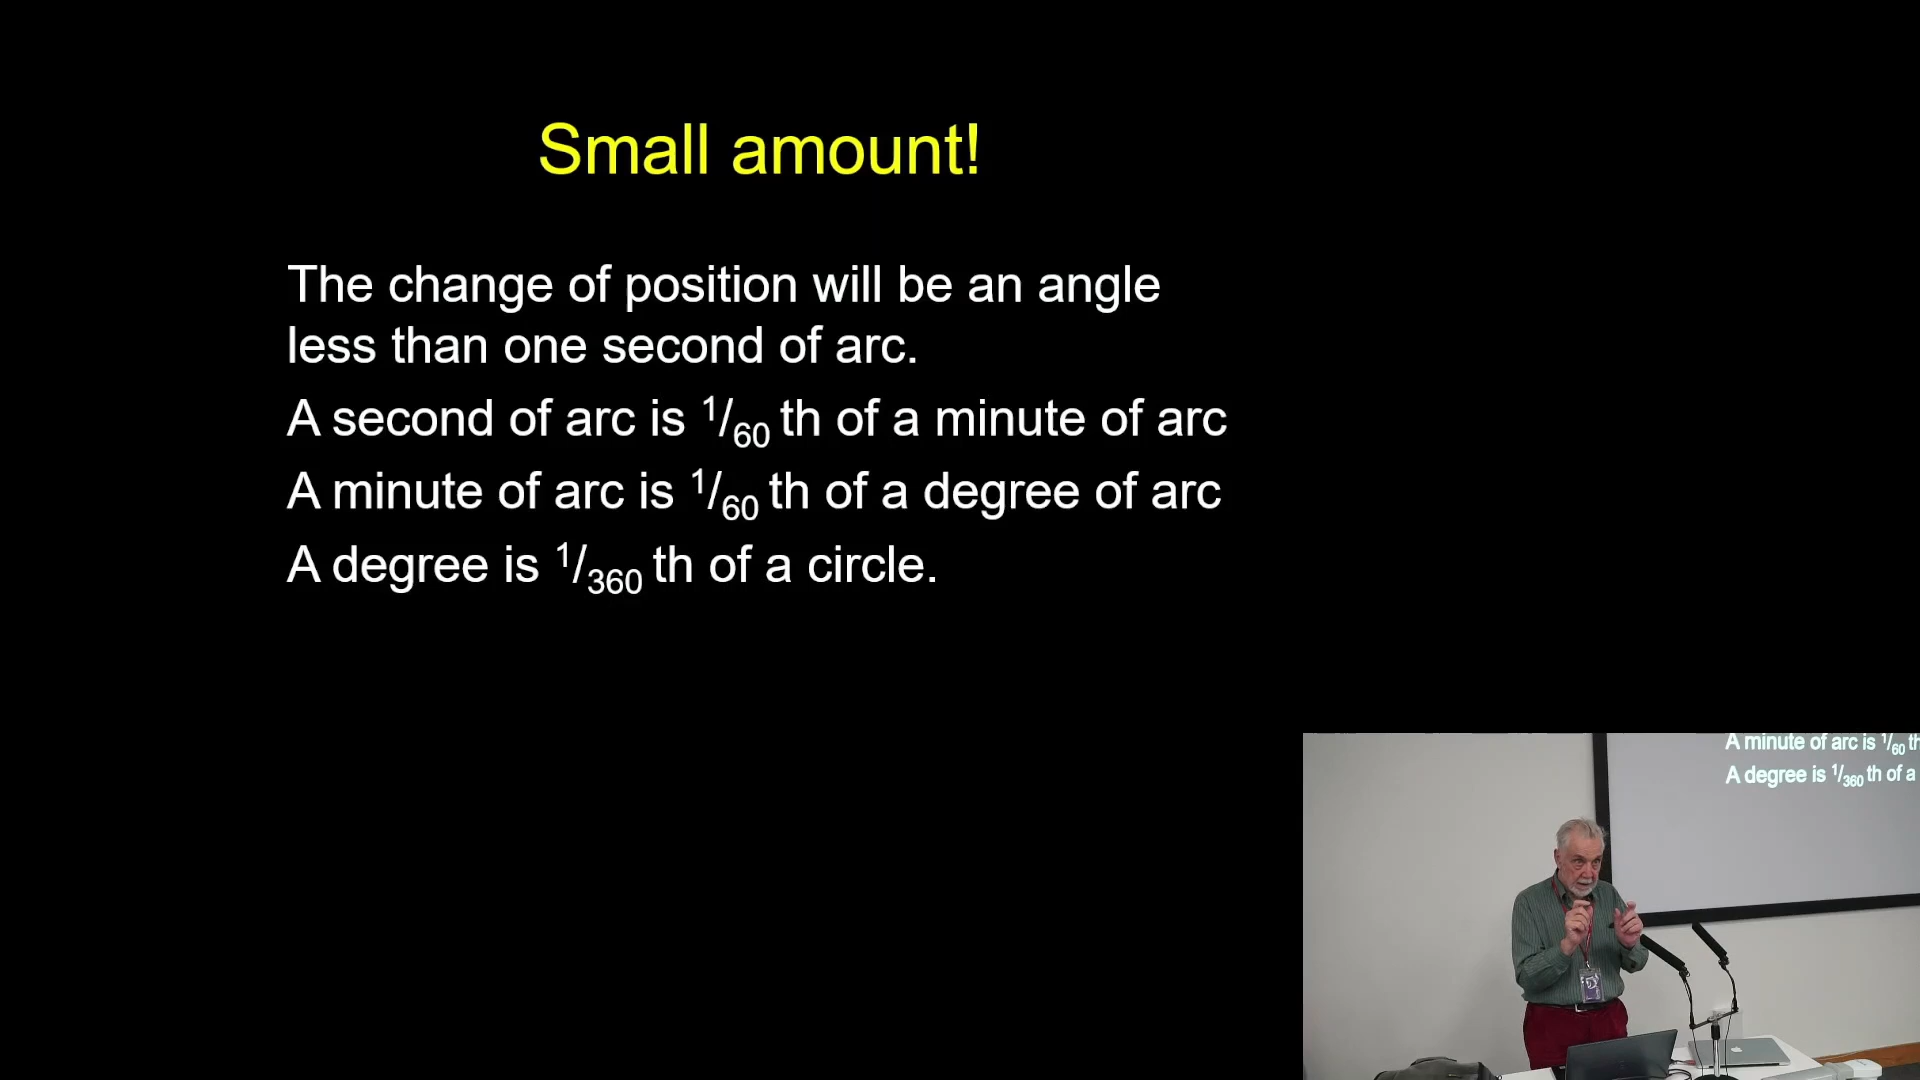 Small amount!
The change of position will be an angle
less than one second of arc.
A second of arc is 1/60 th of a minute of arc
A minute of arc is 1/60 th of a degree of arc
A degree is 1/360 th of a circle.
A minute of arc is 1/60 th
A degree is 1/360 th of a